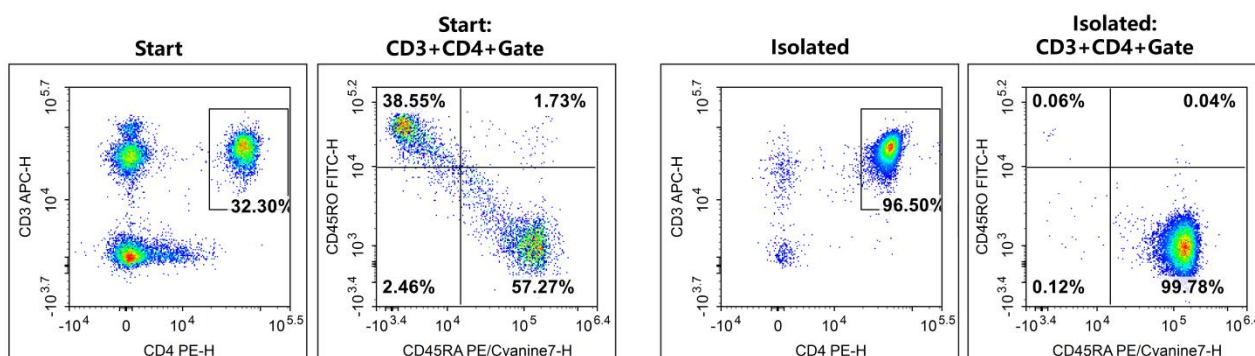 Start
Start:
CD3+CD4+Gate
Isolated
Isolated:
CD3+CD4+Gate
10^5.7
10^4
-10^3.7
CD3 APC-H
32.30%
-10^4
0
10^4
10^5.5
CD4 PE-H
10^5.2
10^4
10^3
-10^3.4
CD45RO FITC-H
38.55%
1.73%
2.46%
57.27%
-10^3.4
10^4
10^5
10^6.4
CD45RA PE/Cyanine7-H
10^5.7
10^4
-10^3.7
CD3 APC-H
96.50%
-10^4
0
10^4
10^5.5
CD4 PE-H
10^5.2
10^4
10^3
-10^3.4
CD45RO FITC-H
0.06%
0.04%
0.12%
99.78%
-10^3.4
10^4
10^5
10^6.4
CD45RA PE/Cyanine7-H